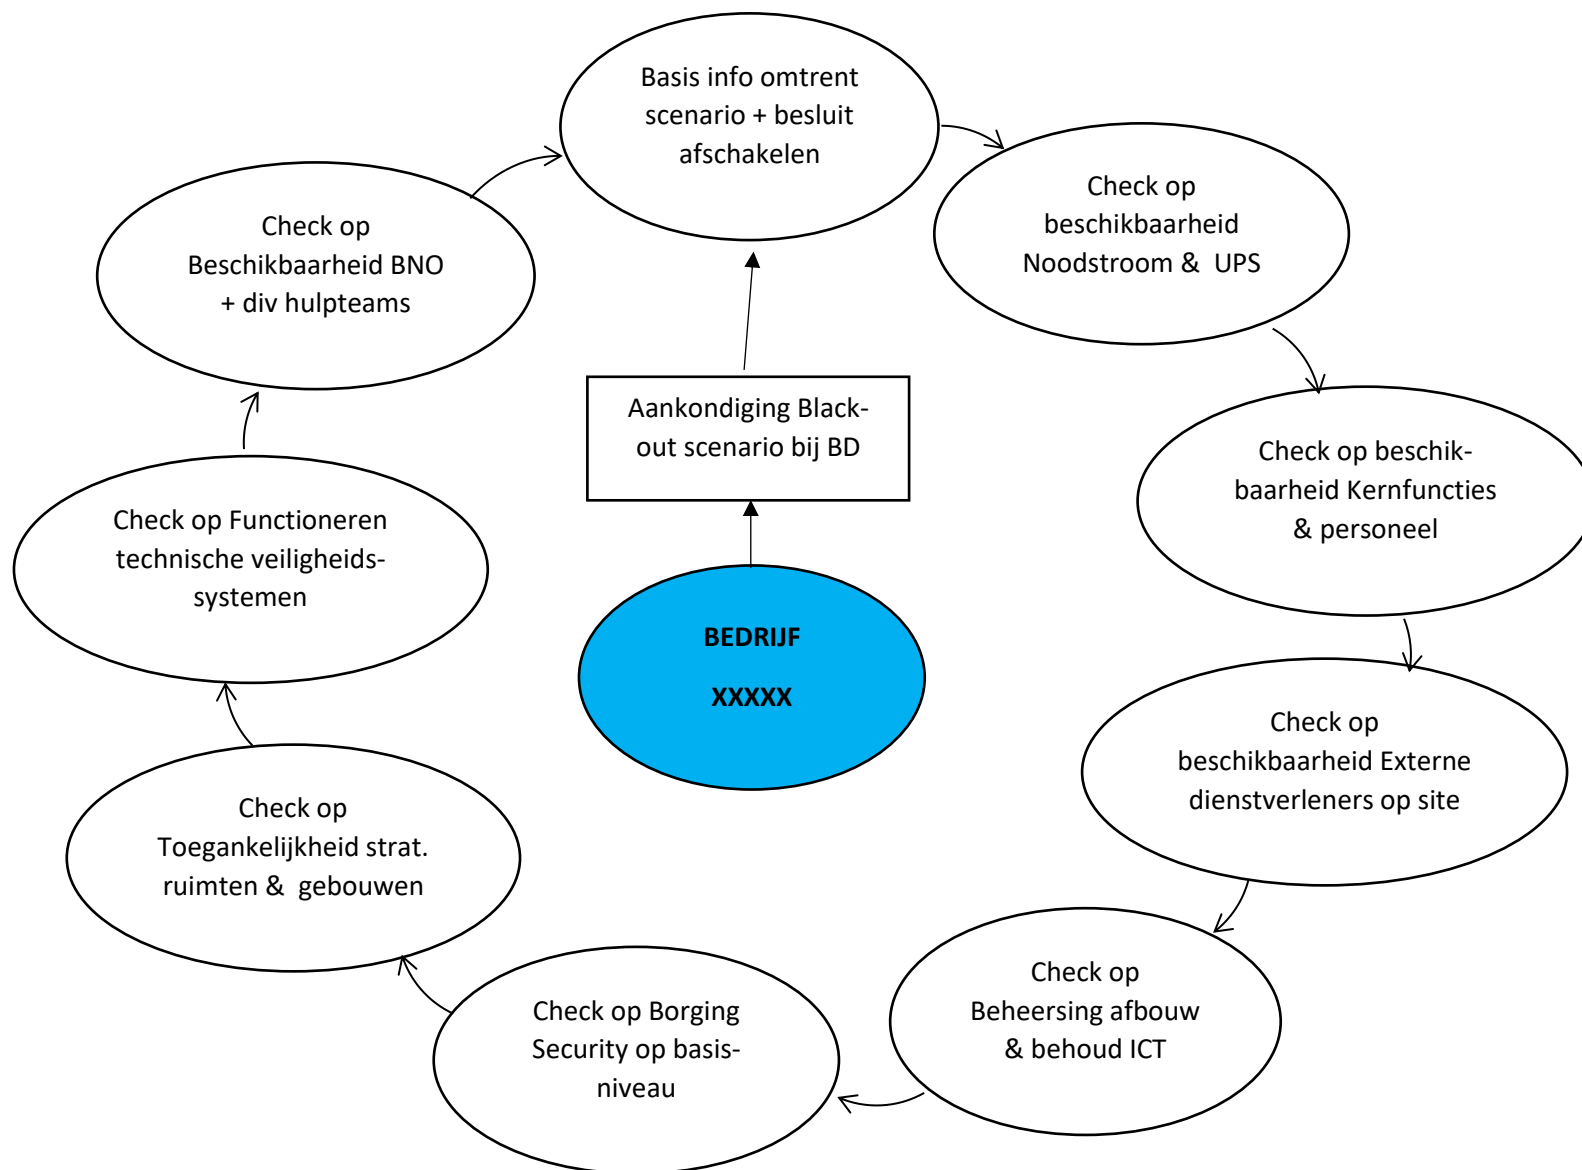 Basis info omtrent
scenario + besluit
afschakelen
Check op
beschikbaarheid
Noodstroom & UPS
Check op beschik-
baarheid Kernfuncties
& personeel
Check op
beschikbaarheid Externe
dienstverleners op site
Check op
Beheersing afbouw
& behoud ICT
Check op Borging
Security op basis-
niveau
Check op
Toegankelijkheid strat.
ruimten & gebouwen
Check op Functioneren
technische veiligheids-
systemen
Check op
Beschikbaarheid BNO
+ div hulpteams
Aankondiging Black-
out scenario bij BD
BEDRIJF
XXXXX